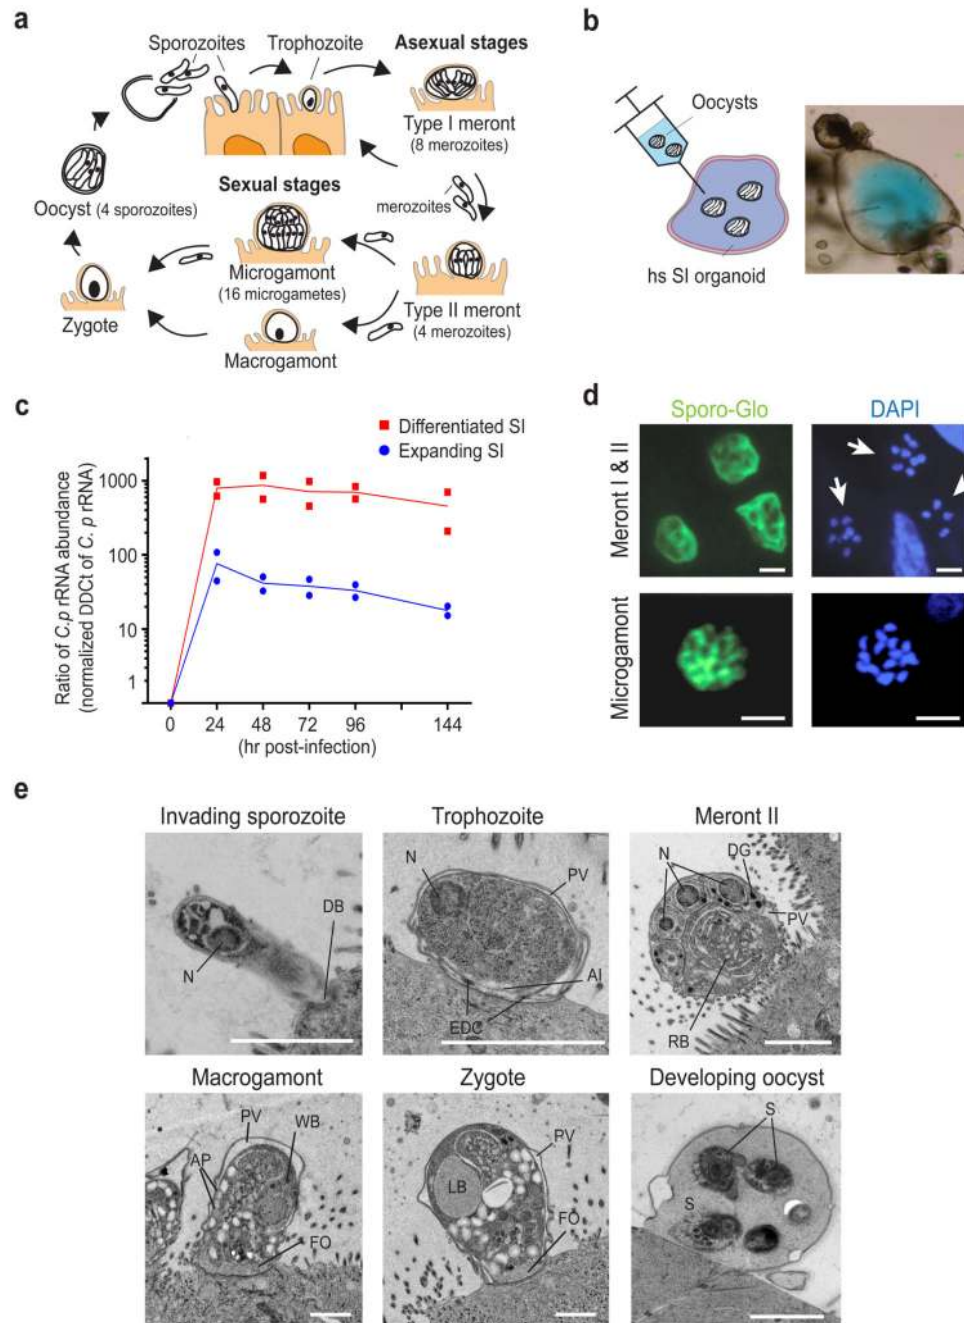 a
Sporozoites
Trophozoite
Asexual stages
Type I meront
(8 merozoites)
Sexual stages
merozoites
Oocyst (4 sporozoites)
Microgamont
(16 microgametes)
Type II meront
(4 merozoites)
Zygote
Macrogamont
b
Oocysts
hs SI organoid
c
Differentiated SI
Expanding SI
Ratio of C.p rRNA abundance
(normalized DDCt of C. p rRNA)
1000
100
10
1
0 24 48 72 96 144
(hr post-infection)
d
Sporo-Glo
DAPI
Meront I & II
Microgamont
e
Invading sporozoite
N
DB
Trophozoite
N
PV
AI
EDC
Meront II
N
DG
PV
RB
Macrogamont
PV
WB
AP
FO
Zygote
PV
LB
FO
Developing oocyst
S
S